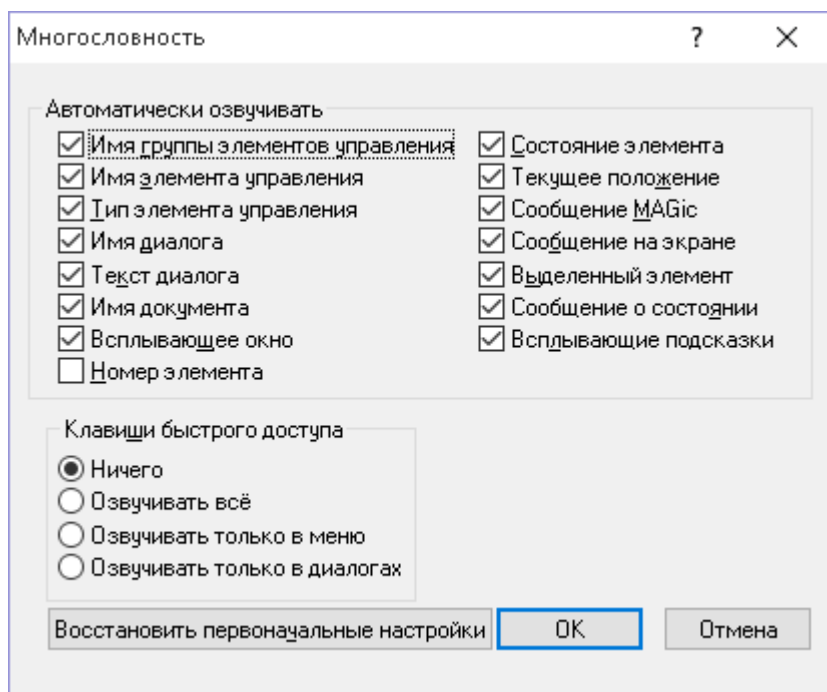 Многословность
Автоматически озвучивать
Имя группы элементов управления
Имя элемента управления
Тип элемента управления
Имя диалога
Текст диалога
Имя документа
Всплывающее окно
Номер элемента
Состояние элемента
Текущее положение
Сообщение MAGic
Сообщение на экране
Выделенный элемент
Сообщение о состоянии
Всплывающие подсказки
Клавиши быстрого доступа
Ничего
Озвучивать всё
Озвучивать только в меню
Озвучивать только в диалогах
Восстановить первоначальные настройки
OK
Отмена